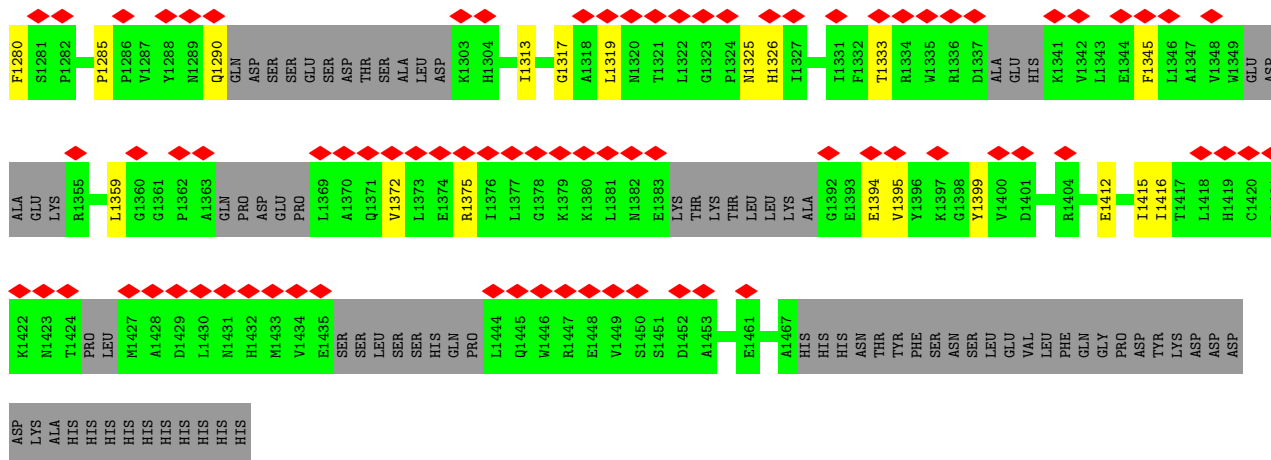 F1280 S1281 P1282 P1285 P1286 V1287 Y1288 N1289 Q1290 GLN ASP SER SER GLU SER ASP THR SER ALA LEU ASP K1303 H1304 I1313 G1317 A1318 L1319 N1320 T1321 L1322 G1323 P1324 N1325 H1326 I1327 T1331 F1332 T1333 R1334 W1335 R1336 D1337 ALA GLU HIS K1341 V1342 L1343 E1344 F1345 L1346 A1347 V1348 W1349 GLU ASP
ALA GLU LYS R1355 L1359 G1360 G1361 P1362 A1363 GLN PRO ASP GLU PRO L1369 A1370 Q1371 V1372 L1373 E1374 R1375 I1376 L1377 G1378 K1379 K1380 L1381 N1382 E1383 LYS THR LYS THR LEU LEU LYS ALA G1392 E1393 E1394 V1395 Y1396 K1397 G1398 Y1399 V1400 D1401 R1404 E1412 I1415 I1416 T1417 L1418 H1419 C1420
K1422 N1423 T1424 PRO LEU M1427 A1428 D1429 L1430 N1431 H1432 M1433 V1434 E1435 SER SER LEU SER SER HIS GLN PRO L1444 Q1445 W1446 R1447 E1448 V1449 S1450 S1451 D1452 A1453 E1461 A1467 HIS HIS HIS ASN THR TYR PHE SER ASN SER LEU GLU VAL LEU PHE GLN GLY PRO ASP TYR LYS ASP ASP ASP
ASP LYS ALA HIS HIS HIS HIS HIS HIS HIS HIS HIS HIS